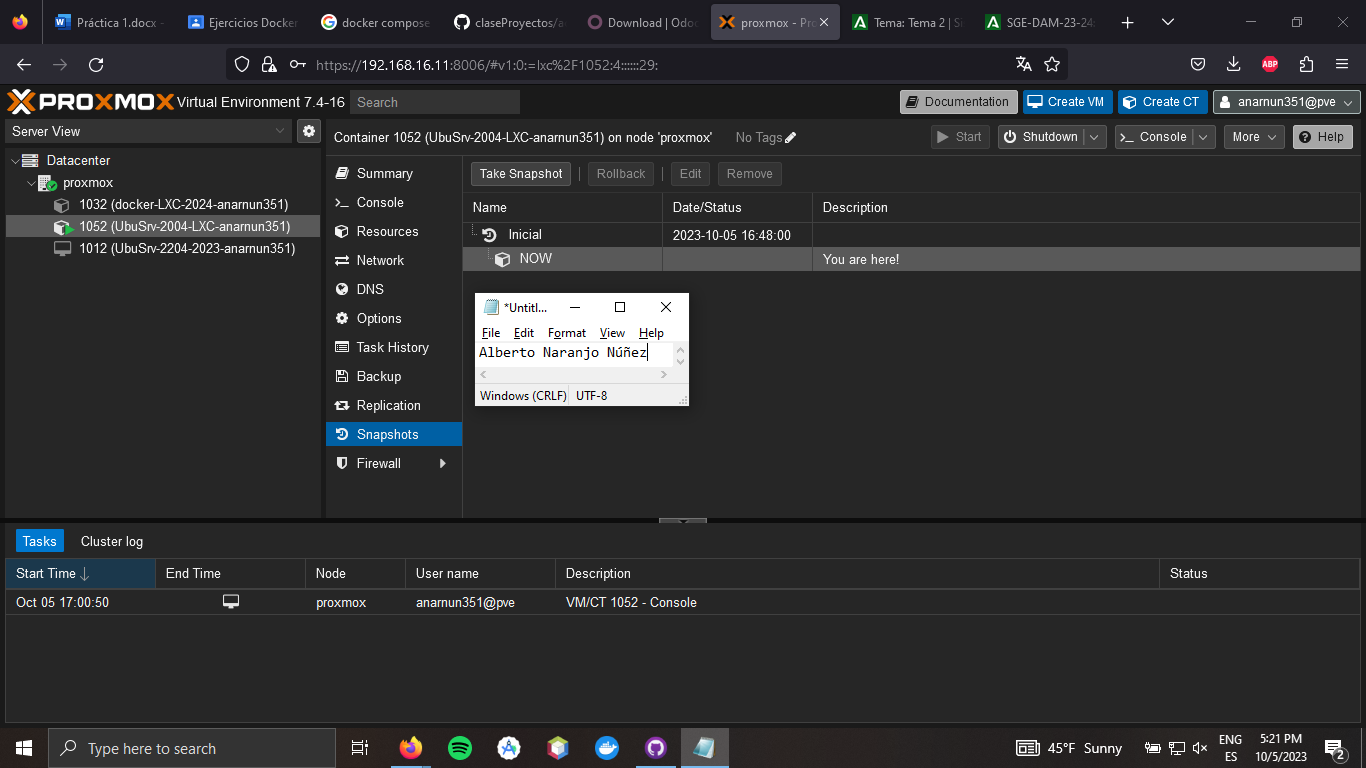 Práctica 1.docx -
Ejercicios Docker
docker compose
claseProyectos/a
Download | Odoo
proxmox - Pro
Tema: Tema 2 | Si
SGE-DAM-23-24:
https://192.168.16.11:8006/#v1:0:=lxc%2F1052:4::::::29:
ABP
PROXMOX Virtual Environment 7.4-16
Search
Documentation
Create VM
Create CT
anarnun351@pve
Server View
Container 1052 (UbuSrv-2004-LXC-anarnun351) on node 'proxmox'
No Tags
Start
Shutdown
Console
More
Help
Datacenter
proxmox
1032 (docker-LXC-2024-anarnun351)
1052 (UbuSrv-2004-LXC-anarnun351)
1012 (UbuSrv-2204-2023-anarnun351)
Summary
Console
Resources
Network
DNS
Options
Task History
Backup
Replication
Snapshots
Firewall
Take Snapshot
Rollback
Edit
Remove
Name Date/Status Description
Inicial 2023-10-05 16:48:00
NOW You are here!
*Untitl...
File Edit Format View Help
Alberto Naranjo Núñez
Windows (CRLF) UTF-8
Tasks Cluster log
Start Time End Time Node User name Description Status
Oct 05 17:00:50 proxmox anarnun351@pve VM/CT 1052 - Console
Type here to search
45°F Sunny
ENG
ES
5:21 PM
10/5/2023
2